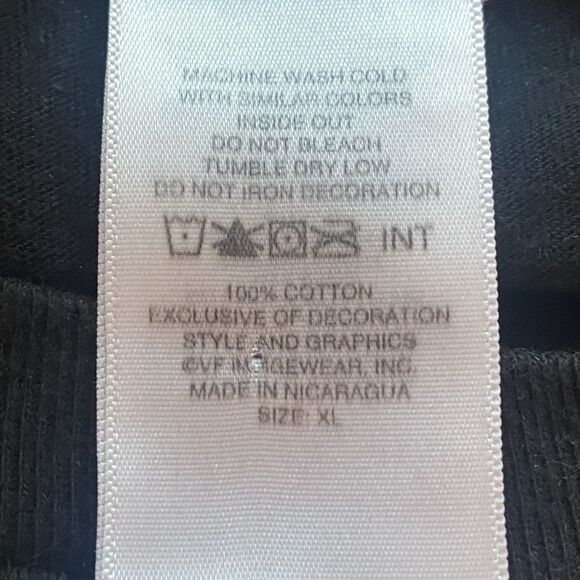 MACHINE WASH COLD
WITH SIMILAR COLORS
INSIDE OUT
DO NOT BLEACH
TUMBLE DRY LOW
DO NOT IRON DECORATION
INT
100% COTTON
EXCLUSIVE OF DECORATION
STYLE AND GRAPHICS
©VF IMAGEWEAR, INC.
MADE IN NICARAGUA
SIZE: XL